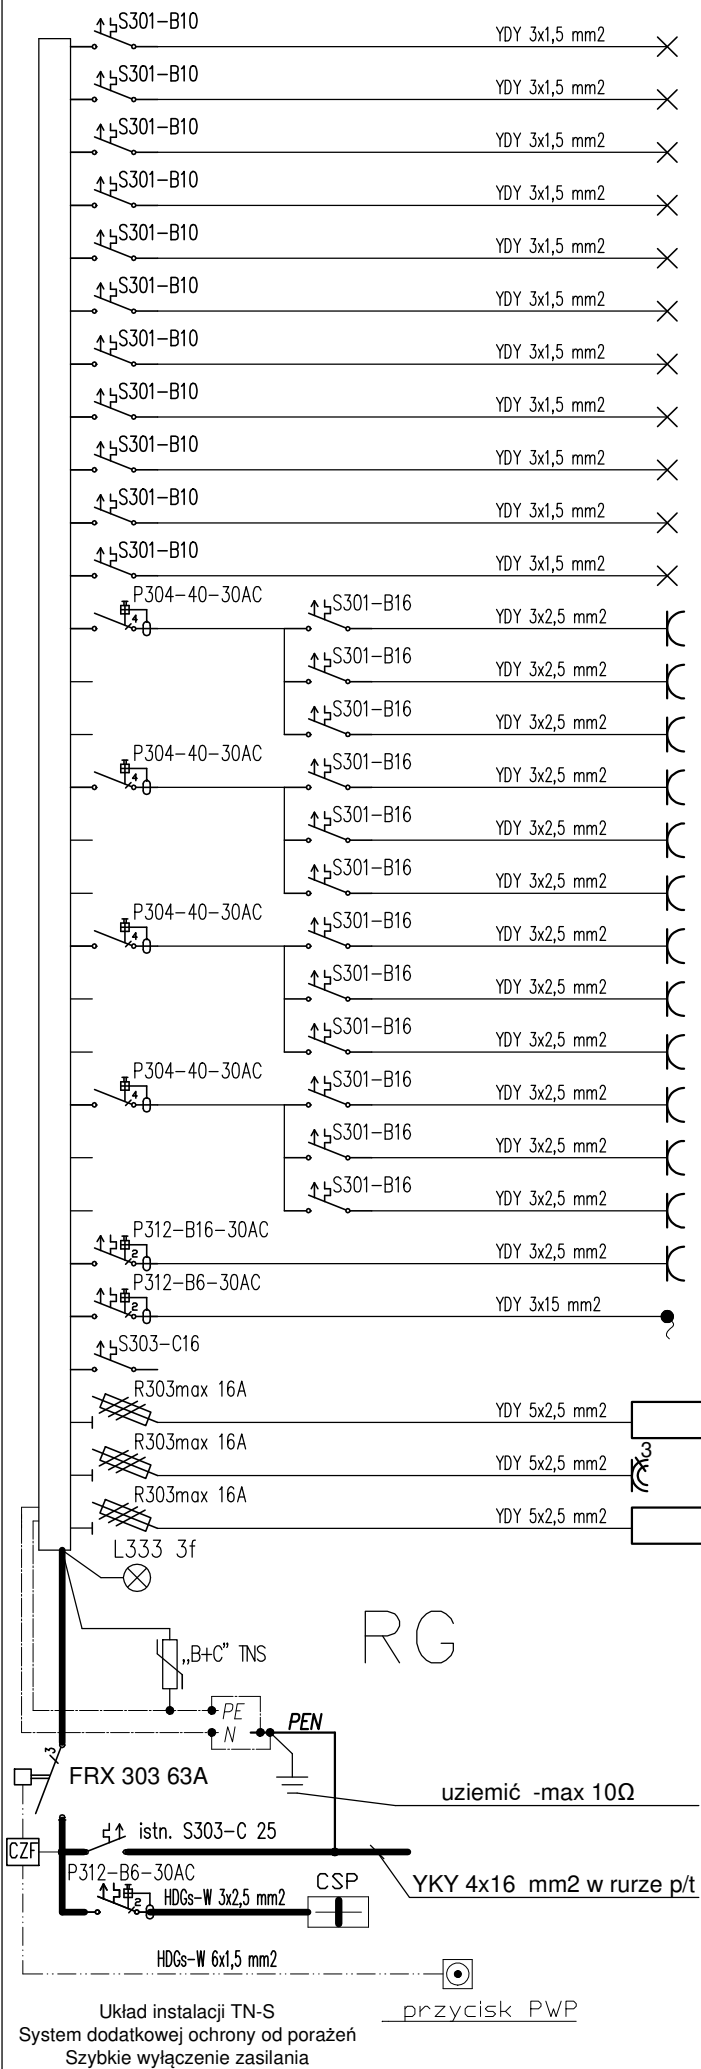 S301-B10 YDY 3x1,5 mm2
S301-B10 YDY 3x1,5 mm2
S301-B10 YDY 3x1,5 mm2
S301-B10 YDY 3x1,5 mm2
S301-B10 YDY 3x1,5 mm2
S301-B10 YDY 3x1,5 mm2
S301-B10 YDY 3x1,5 mm2
S301-B10 YDY 3x1,5 mm2
S301-B10 YDY 3x1,5 mm2
S301-B10 YDY 3x1,5 mm2
S301-B10 YDY 3x1,5 mm2
P304-40-30AC S301-B16 YDY 3x2,5 mm2
4
S301-B16 YDY 3x2,5 mm2
S301-B16 YDY 3x2,5 mm2
P304-40-30AC S301-B16 YDY 3x2,5 mm2
4
S301-B16 YDY 3x2,5 mm2
S301-B16 YDY 3x2,5 mm2
P304-40-30AC S301-B16 YDY 3x2,5 mm2
4
S301-B16 YDY 3x2,5 mm2
S301-B16 YDY 3x2,5 mm2
P304-40-30AC S301-B16 YDY 3x2,5 mm2
4
S301-B16 YDY 3x2,5 mm2
S301-B16 YDY 3x2,5 mm2
P312-B16-30AC YDY 3x2,5 mm2
2
P312-B6-30AC YDY 3x15 mm2
2
S303-C16
R303max 16A YDY 5x2,5 mm2
R303max 16A YDY 5x2,5 mm2 3
R303max 16A YDY 5x2,5 mm2
L333 3f
RG
„B+C" TNS
PE
N PEN
3
FRX 303 63A
uziemić -max 10Ω
istn. S303-C 25
CZF
P312-B6-30AC
2
HDGs-W 3x2,5 mm2 CSP
YKY 4x16 mm2 w rurze p/t
HDGs-W 6x1,5 mm2
przycisk PWP
Układ instalacji TN-S
System dodatkowej ochrony od porażeń
Szybkie wyłączenie zasilania